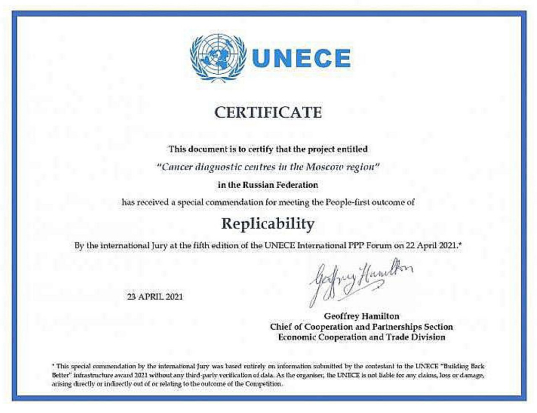 UNECE
CERTIFICATE
This document is to certify that the project entitled
"Cancer diagnostic centres in the Moscow region"
in the Russian Federation
has received a special commendation for meeting the People-first outcome of
Replicability
By the international Jury at the fifth edition of the UNECE International PPP Forum on 22 April 2021.*
Geoffrey Hamilton
23 APRIL 2021
Geoffrey Hamilton
Chief of Cooperation and Partnerships Section
Economic Cooperation and Trade Division
* This special commendation by the international Jury was based entirely on information submitted by the contestant to the UNECE "Building Back
Better" infrastructure award 2021 without any third-party verification of data. As the organiser, the UNECE is not liable for any claims, loss or damage,
arising directly or indirectly out of or relating to the outcome of the Competition.